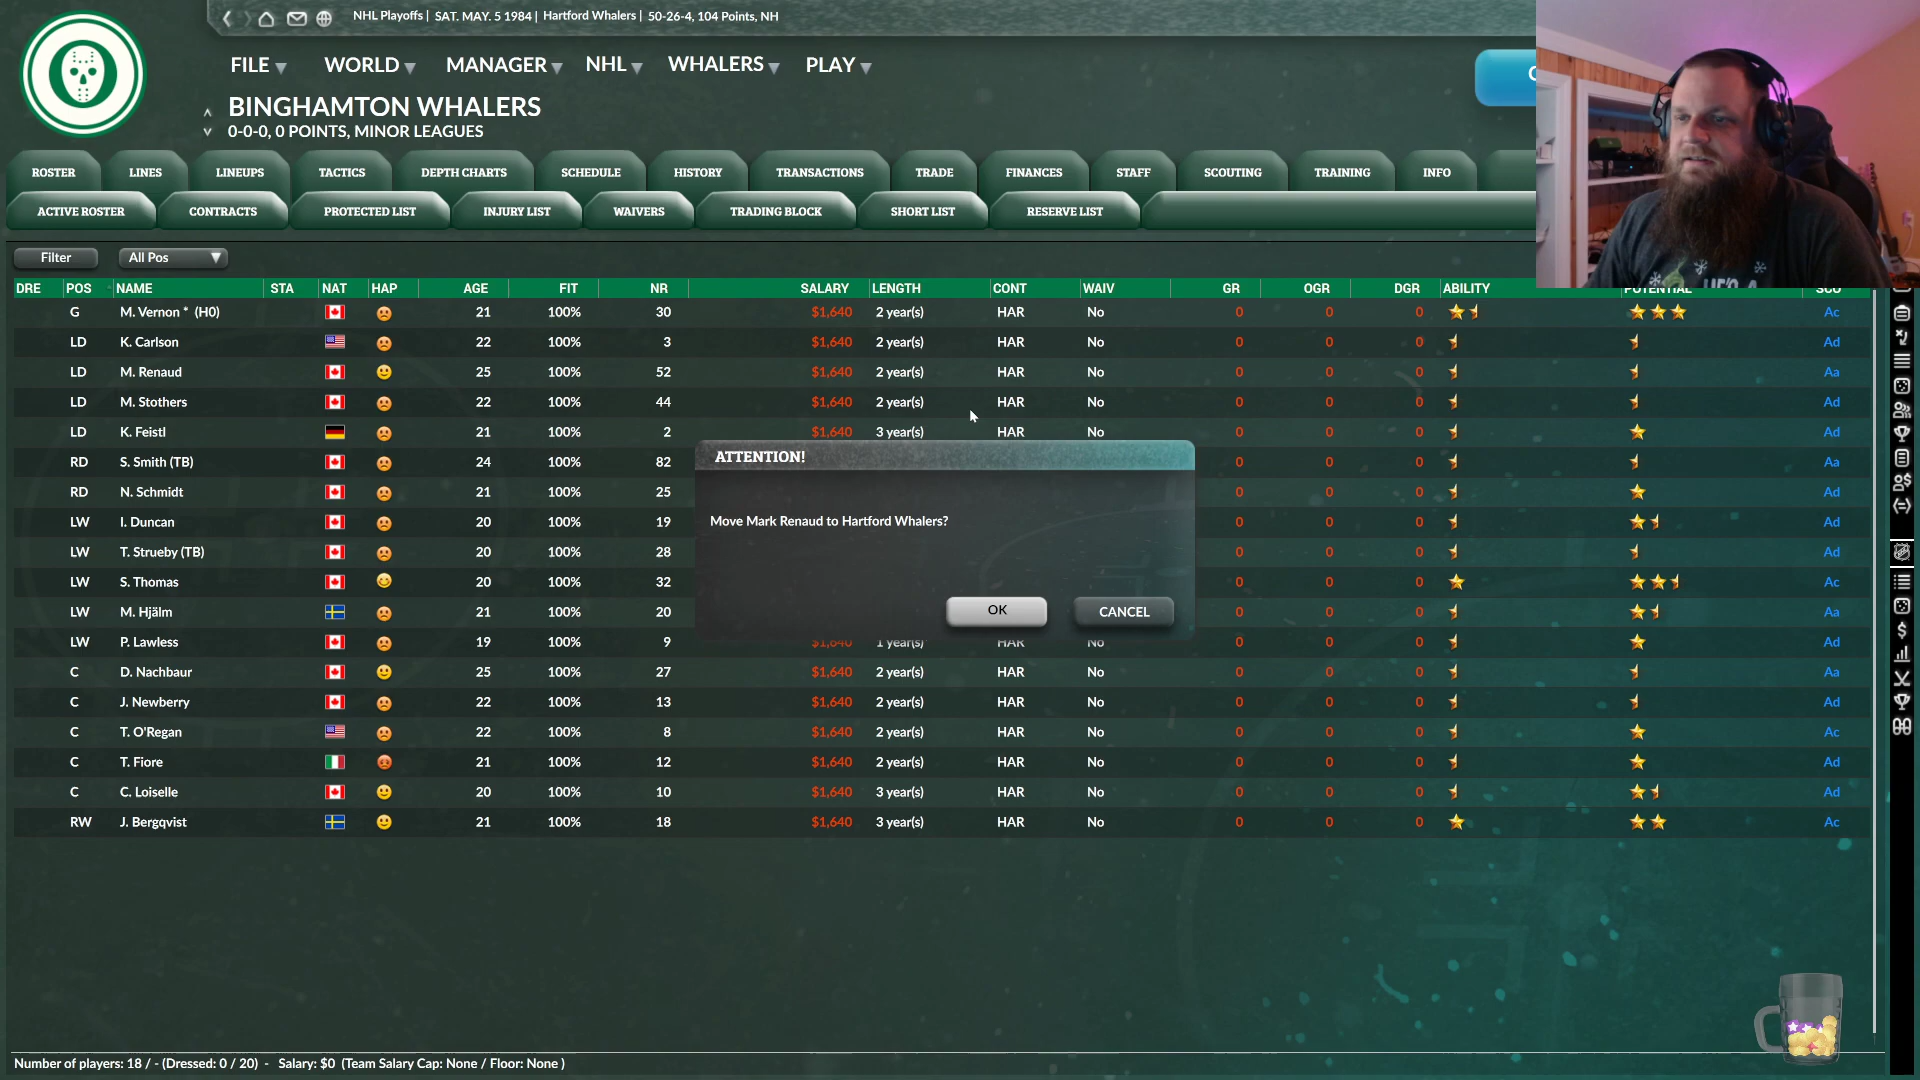 NHL Playoffs | SAT. MAY. 5 1984 | Hartford Whalers | 50-26-4, 104 Points, NH
FILE WORLD MANAGER NHL WHALERS PLAY
BINGHAMTON WHALERS
0-0-0, 0 POINTS, MINOR LEAGUES
ROSTER LINES LINEUPS TACTICS DEPTH CHARTS SCHEDULE HISTORY TRANSACTIONS TRADE FINANCES STAFF SCOUTING TRAINING INFO
ACTIVE ROSTER CONTRACTS PROTECTED LIST INJURY LIST WAIVERS TRADING BLOCK SHORT LIST RESERVE LIST
Filter All Pos
DRE POS NAME STA NAT HAP AGE FIT NR SALARY LENGTH CONT WAIV GR OGR DGR ABILITY POTENTIAL SCO
G M. Vernon * (H0) 21 100% 30 $1,640 2 year(s) HAR No 0 0 0 Ac
LD K. Carlson 22 100% 3 $1,640 2 year(s) HAR No 0 0 0 Ad
LD M. Renaud 25 100% 52 $1,640 2 year(s) HAR No 0 0 0 Aa
LD M. Stothers 22 100% 44 $1,640 2 year(s) HAR No 0 0 0 Ad
LD K. Feistl 21 100% 2 $1,640 3 year(s) HAR No 0 0 0 Ad
RD S. Smith (TB) 24 100% 82 0 0 0 Aa
RD N. Schmidt 21 100% 25 0 0 0 Ad
LW I. Duncan 20 100% 19 0 0 0 Ad
LW T. Strueby (TB) 20 100% 28 0 0 0 Ad
LW S. Thomas 20 100% 32 0 0 0 Ac
LW M. Hjälm 21 100% 20 0 0 0 Aa
LW P. Lawless 19 100% 9 $1,640 1 year(s) HAR No 0 0 0 Ad
C D. Nachbaur 25 100% 27 $1,640 2 year(s) HAR No 0 0 0 Aa
C J. Newberry 22 100% 13 $1,640 2 year(s) HAR No 0 0 0 Ad
C T. O'Regan 22 100% 8 $1,640 2 year(s) HAR No 0 0 0 Ac
C T. Fiore 21 100% 12 $1,640 2 year(s) HAR No 0 0 0 Ad
C C. Loiselle 20 100% 10 $1,640 3 year(s) HAR No 0 0 0 Ad
RW J. Bergqvist 21 100% 18 $1,640 3 year(s) HAR No 0 0 0 Ac
ATTENTION!
Move Mark Renaud to Hartford Whalers?
OK CANCEL
Number of players: 18 / - (Dressed: 0 / 20) - Salary: $0 (Team Salary Cap: None / Floor: None )